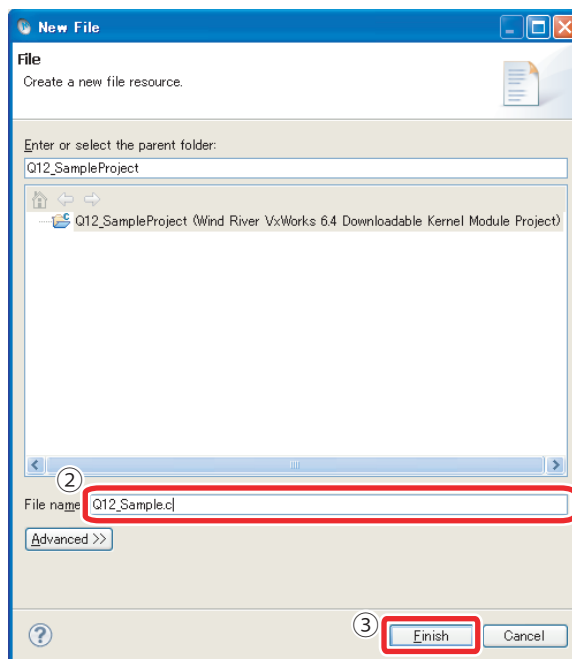 New File
File
Create a new file resource.
Enter or select the parent folder:
Q12_SampleProject
Q12_SampleProject (Wind River VxWorks 6.4 Downloadable Kernel Module Project)
②
File name: Q12_Sample.c
Advanced >>
③
Finish
Cancel